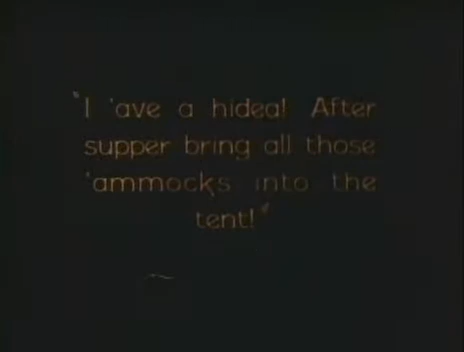 "I 'ave a hidea! After
supper bring all those
'ammocks into the
tent!"